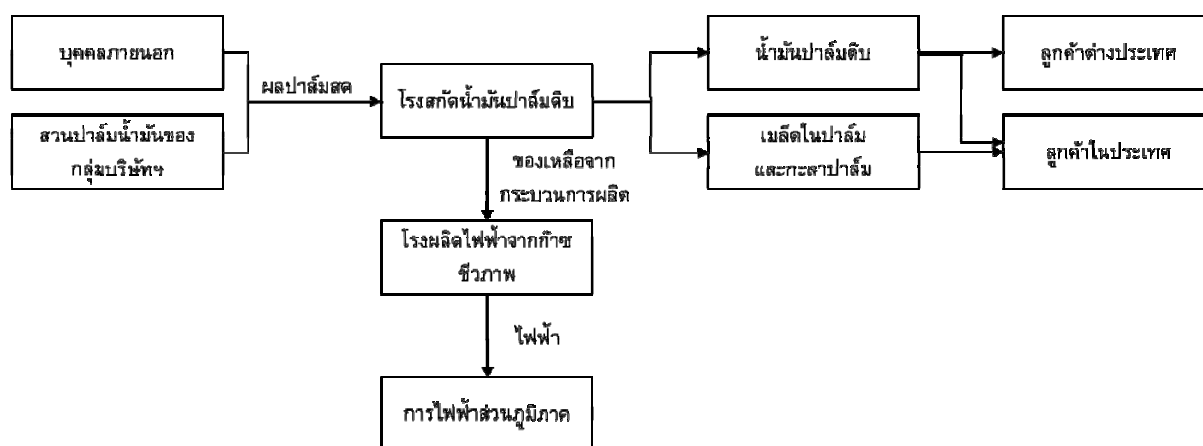 บุคคลภายนอก
สวนปาล์มน้ำมันของ
กลุ่มบริษัทฯ
ผลปาล์มสด
โรงสกัดน้ำมันปาล์มดิบ
น้ำมันปาล์มดิบ
เมล็ดในปาล์ม
และกะลาปาล์ม
ลูกค้าต่างประเทศ
ลูกค้าในประเทศ
ของเหลือจาก
กระบวนการผลิต
โรงผลิตไฟฟ้าจากก๊าซ
ชีวภาพ
ไฟฟ้า
การไฟฟ้าส่วนภูมิภาค